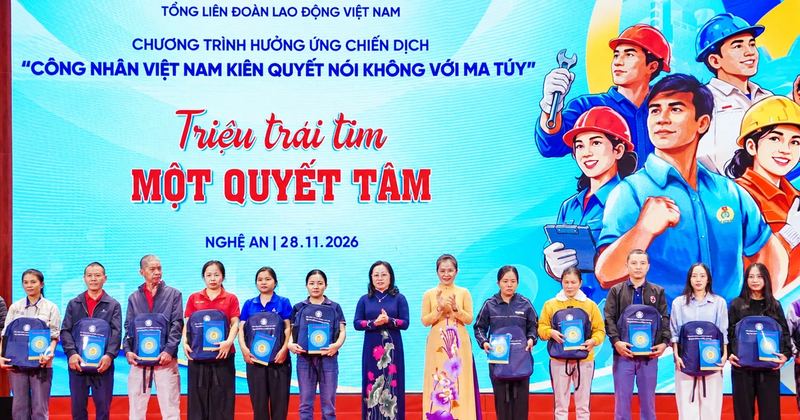 TỔNG LIÊN ĐOÀN LAO ĐỘNG VIỆT NAM
CHƯƠNG TRÌNH HƯỞNG ỨNG CHIẾN DỊCH
“CÔNG NHÂN VIỆT NAM KIÊN QUYẾT NÓI KHÔNG VỚI MA TÚY”
Triệu trái tim
MỘT QUYẾT TÂM
NGHỆ AN | 28.11.2026